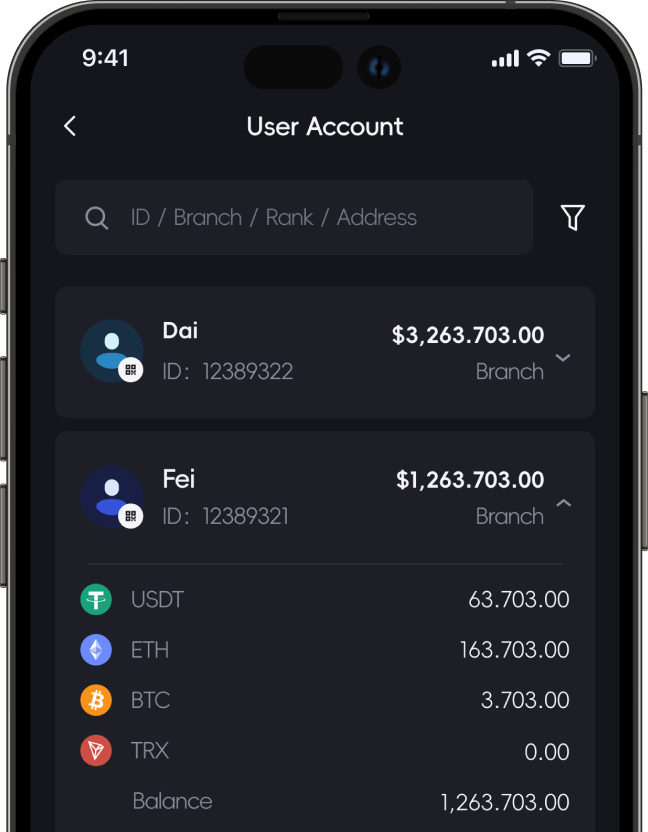 9:41
User Account
ID / Branch / Rank / Address
Dai
$3,263.703.00
ID: 12389322
Branch
Fei
$1,263.703.00
ID: 12389321
Branch
USDT 63.703.00
ETH 163.703.00
BTC 3.703.00
TRX 0.00
Balance 1,263.703.00